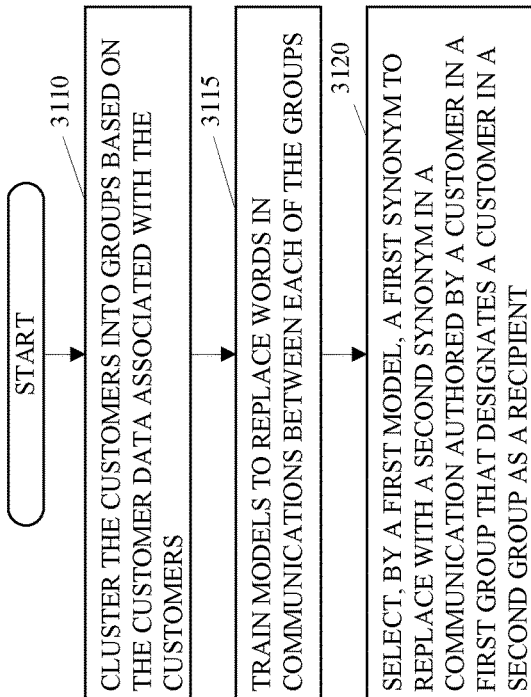 START
3110
CLUSTER THE CUSTOMERS INTO GROUPS BASED ON
THE CUSTOMER DATA ASSOCIATED WITH THE
CUSTOMERS
3115
TRAIN MODELS TO REPLACE WORDS IN
COMMUNICATIONS BETWEEN EACH OF THE GROUPS
3120
SELECT, BY A FIRST MODEL, A FIRST SYNONYM TO
REPLACE WITH A SECOND SYNONYM IN A
COMMUNICATION AUTHORED BY A CUSTOMER IN A
FIRST GROUP THAT DESIGNATES A CUSTOMER IN A
SECOND GROUP AS A RECIPIENT